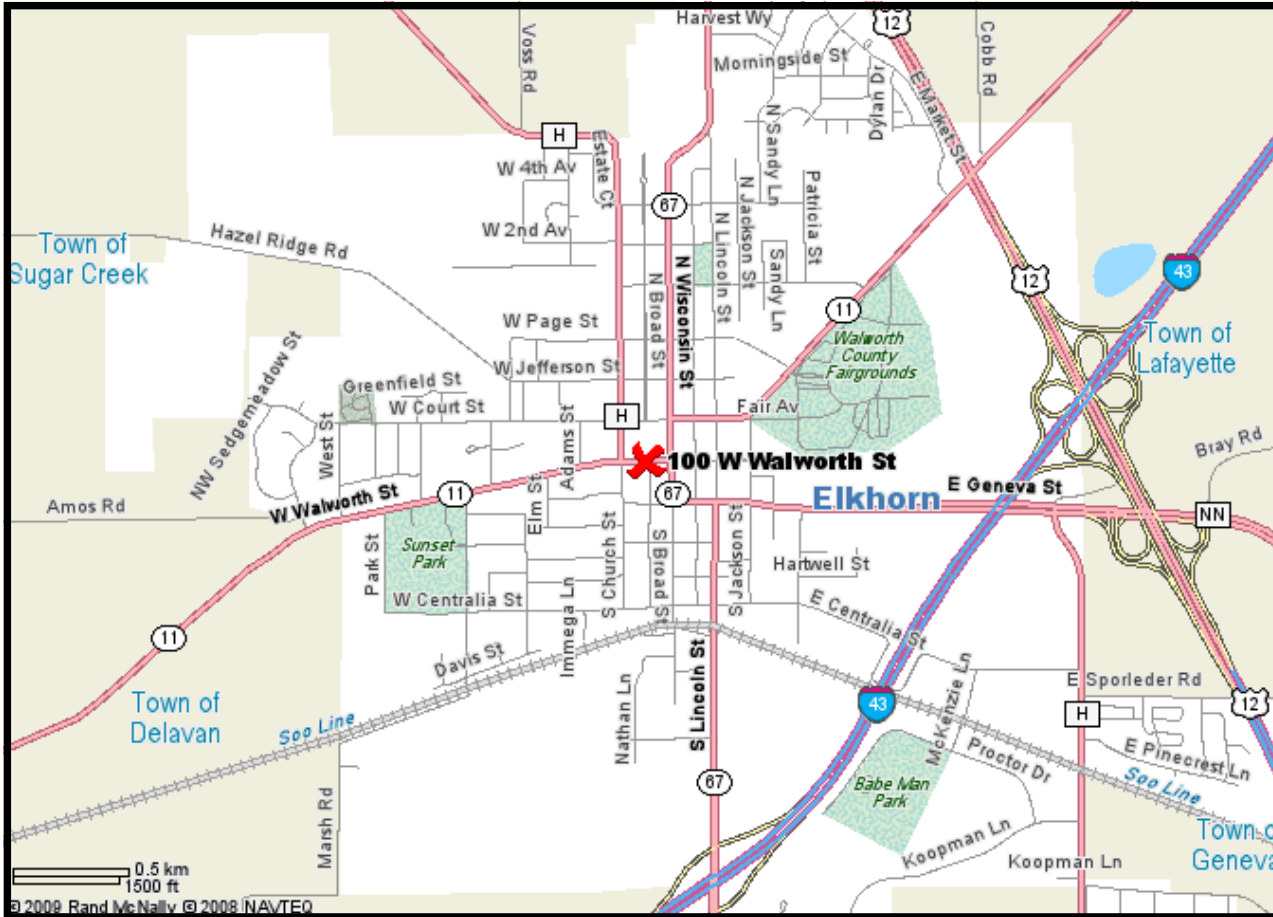 Harvest Wy
12
Voss Rd
Cobb Rd
Morningside St
Dylan Dr
E Market St
H
Estate Ct
N Sandy Ln
W 4th Av
67
N Jackson St
Patricia St
N Lincoln St
W 2nd Av
Hazel Ridge Rd
Town of
Sugar Creek
Sandy Ln
43
12
N Broad St
N Wisconsin St
11
W Page St
Walworth
County
Fairgrounds
Town of
Lafayette
W Jefferson St
Greenfield St
NW Sedgemeadow St
W Court St
West St
Adams St
H
Fair Av
100 W Walworth St
Bray Rd
Amos Rd
W Walworth St
11
Elm St
67
Elkhorn
E Geneva St
NN
Sunset
Park
Park St
S Church St
S Broad St
S Jackson St
Hartwell St
W Centralia St
Immega Ln
E Centralia St
11
Davis St
Town of
Delavan
Soo Line
Nathan Ln
S Lincoln St
McKenzie Ln
E Sporleder Rd
43
12
H
E Pinecrest Ln
Proctor Dr
67
Babe Man
Park
Soo Line
Marsh Rd
Koopman Ln
Koopman Ln
Town o
Geneva
0.5 km
1500 ft
© 2009 Rand McNally © 2008 NAVTEQ